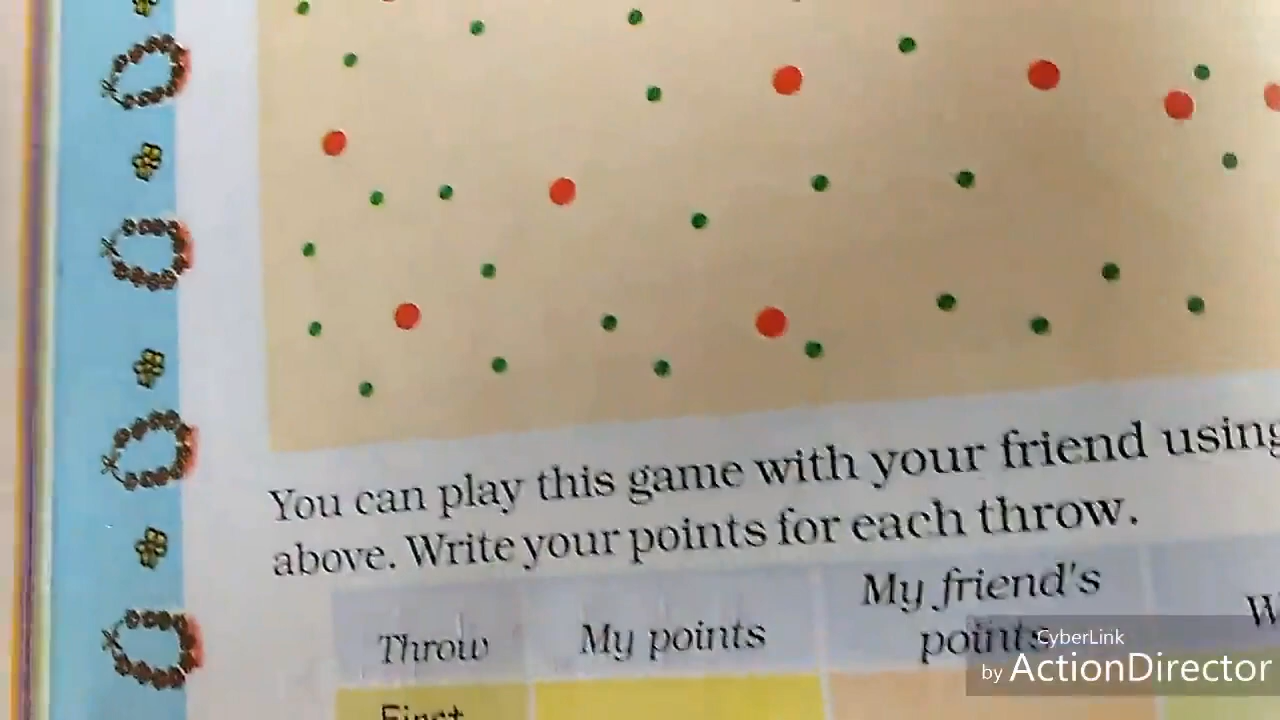 You can play this game with your friend using
above. Write your points for each throw.
Throw
My points
My friend's
points
First
CyberLink
by ActionDirector